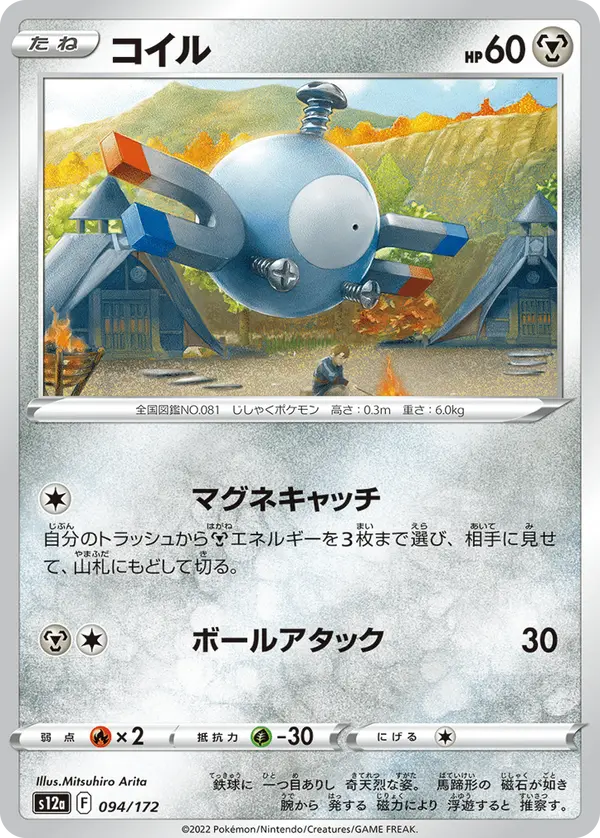 たね コイル HP60
全国図鑑NO.081 じしゃくポケモン 高さ:0.3m 重さ:6.0kg
マグネキャッチ
自分のトラッシュからエネルギーを3枚まで選び、相手に見せ
て、山札にもどして切る。
ボールアタック 30
弱点 ×2 抵抗力 -30 にげる
Illus.Mitsuhiro Arita
鉄球に 一つ目ありし 奇天烈な姿。 馬蹄形の 磁石が如き
腕から 発する 磁力により 浮遊すると 推察す。
s12a F 094/172
©2022 Pokémon/Nintendo/Creatures/GAME FREAK.